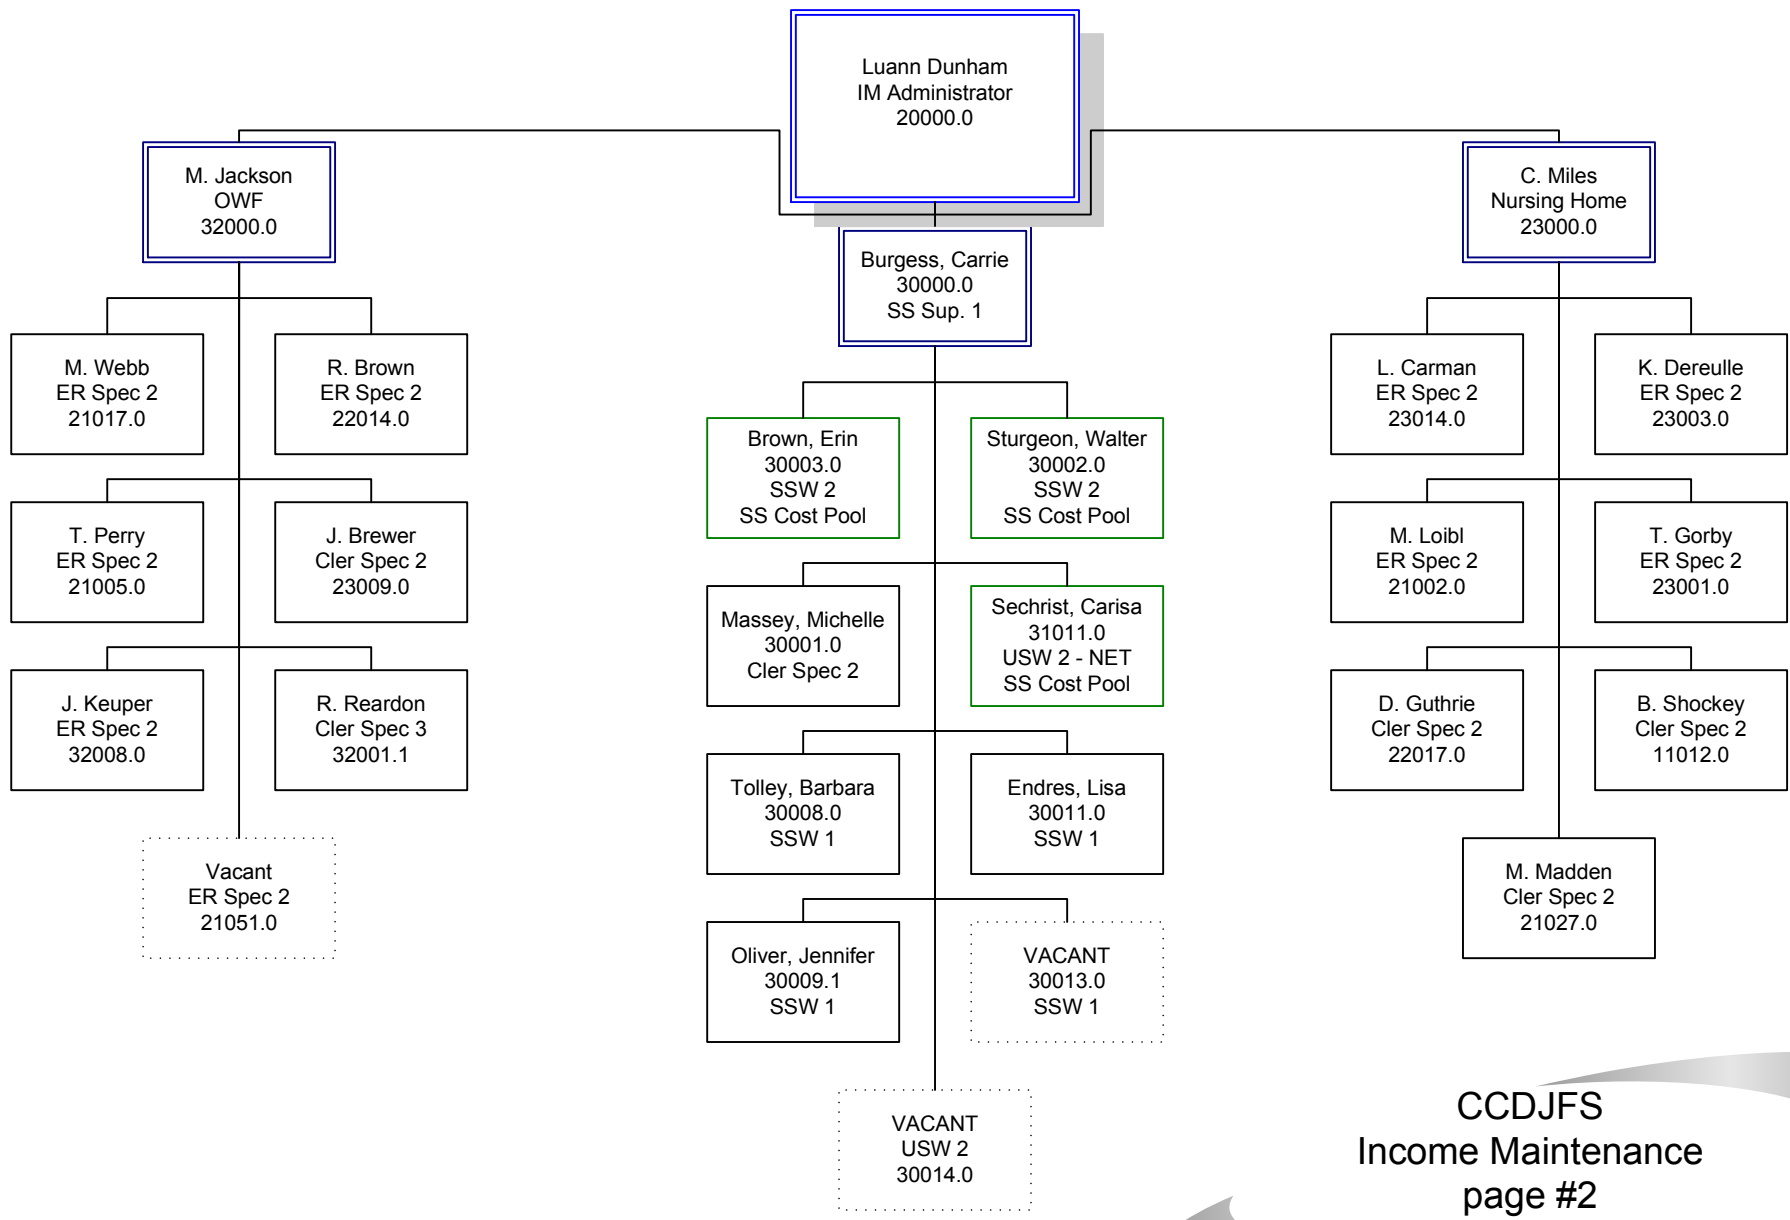 Luann Dunham
IM Administrator
20000.0
M. Jackson
OWF
32000.0
Burgess, Carrie
30000.0
SS Sup. 1
C. Miles
Nursing Home
23000.0
M. Webb
ER Spec 2
21017.0
R. Brown
ER Spec 2
22014.0
T. Perry
ER Spec 2
21005.0
J. Brewer
Cler Spec 2
23009.0
J. Keuper
ER Spec 2
32008.0
R. Reardon
Cler Spec 3
32001.1
Vacant
ER Spec 2
21051.0
Brown, Erin
30003.0
SSW 2
SS Cost Pool
Sturgeon, Walter
30002.0
SSW 2
SS Cost Pool
Massey, Michelle
30001.0
Cler Spec 2
Sechrist, Carisa
31011.0
USW 2 - NET
SS Cost Pool
Tolley, Barbara
30008.0
SSW 1
Endres, Lisa
30011.0
SSW 1
Oliver, Jennifer
30009.1
SSW 1
VACANT
30013.0
SSW 1
VACANT
USW 2
30014.0
L. Carman
ER Spec 2
23014.0
K. Dereulle
ER Spec 2
23003.0
M. Loibl
ER Spec 2
21002.0
T. Gorby
ER Spec 2
23001.0
D. Guthrie
Cler Spec 2
22017.0
B. Shockey
Cler Spec 2
11012.0
M. Madden
Cler Spec 2
21027.0
CCDJFS
Income Maintenance
page #2